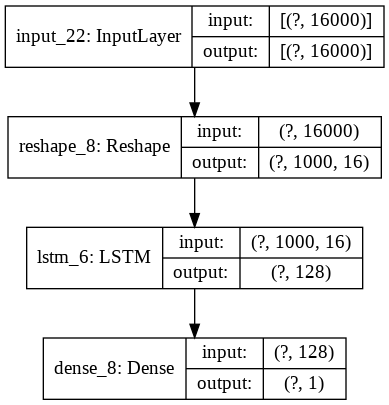 input_22: InputLayer
input:
[(?, 16000)]
output:
[(?, 16000)]
reshape_8: Reshape
input:
(?, 16000)
output:
(?, 1000, 16)
lstm_6: LSTM
input:
(?, 1000, 16)
output:
(?, 128)
dense_8: Dense
input:
(?, 128)
output:
(?, 1)